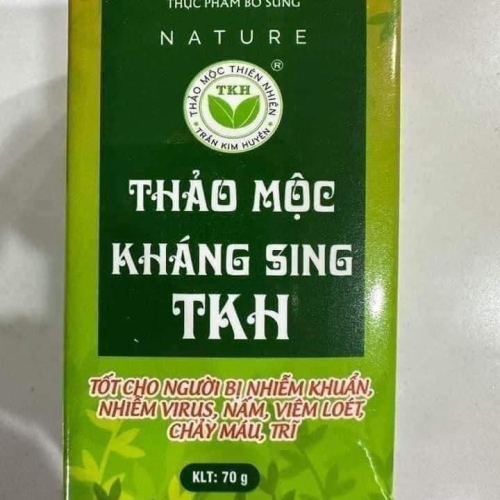 THỰC PHẨM BỔ SUNG
NATURE
THẢO MỘC THIÊN NHIÊN
®
TKH
TRẦN KIM HUYỀN
THẢO MỘC
KHÁNG SING
TKH
TỐT CHO NGƯỜI BỊ NHIỄM KHUẨN,
NHIỄM VIRUS, NẤM, VIÊM LOÉT,
CHẢY MÁU, TRĨ
KLT: 70 g